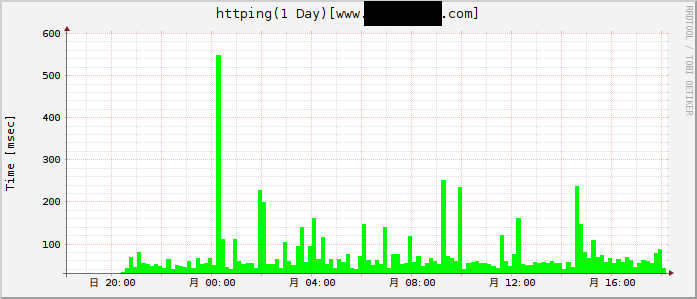 httping(1 Day)[www. .com]
RRDTOOL / TOBI OETIKER
Time [msec]
600
500
400
300
200
100
日 20:00 月 00:00 月 04:00 月 08:00 月 12:00 月 16:00